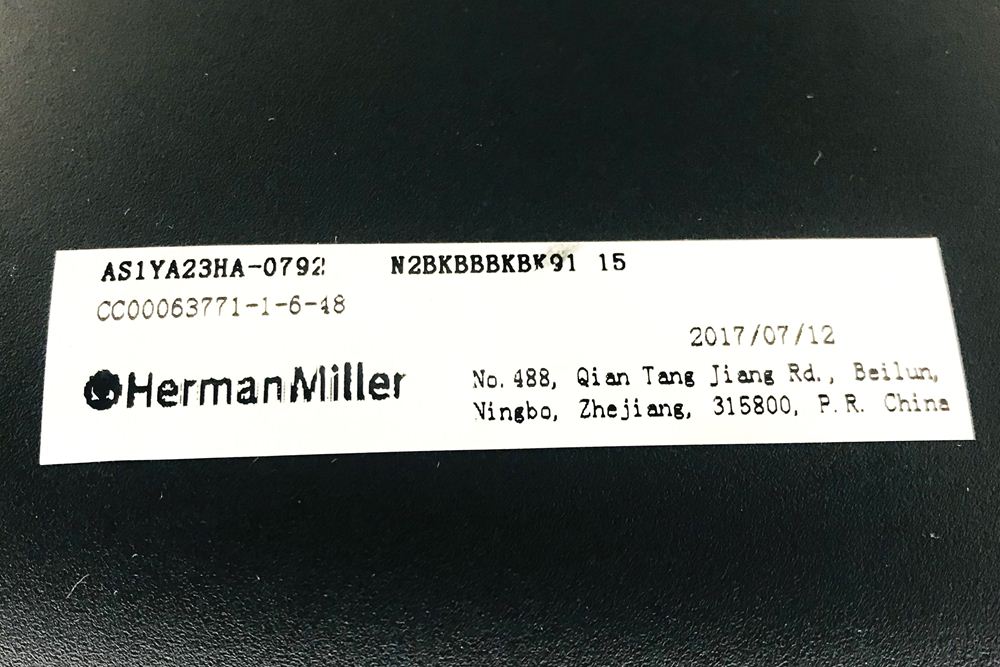 AS1YA23HA-0792 N2BKBBBKBK91 15
CC00063771-1-6-48
2017/07/12
HermanMiller
No. 488, Qian Tang Jiang Rd., Beilun,
Ningbo, Zhejiang, 315800, P.R. China